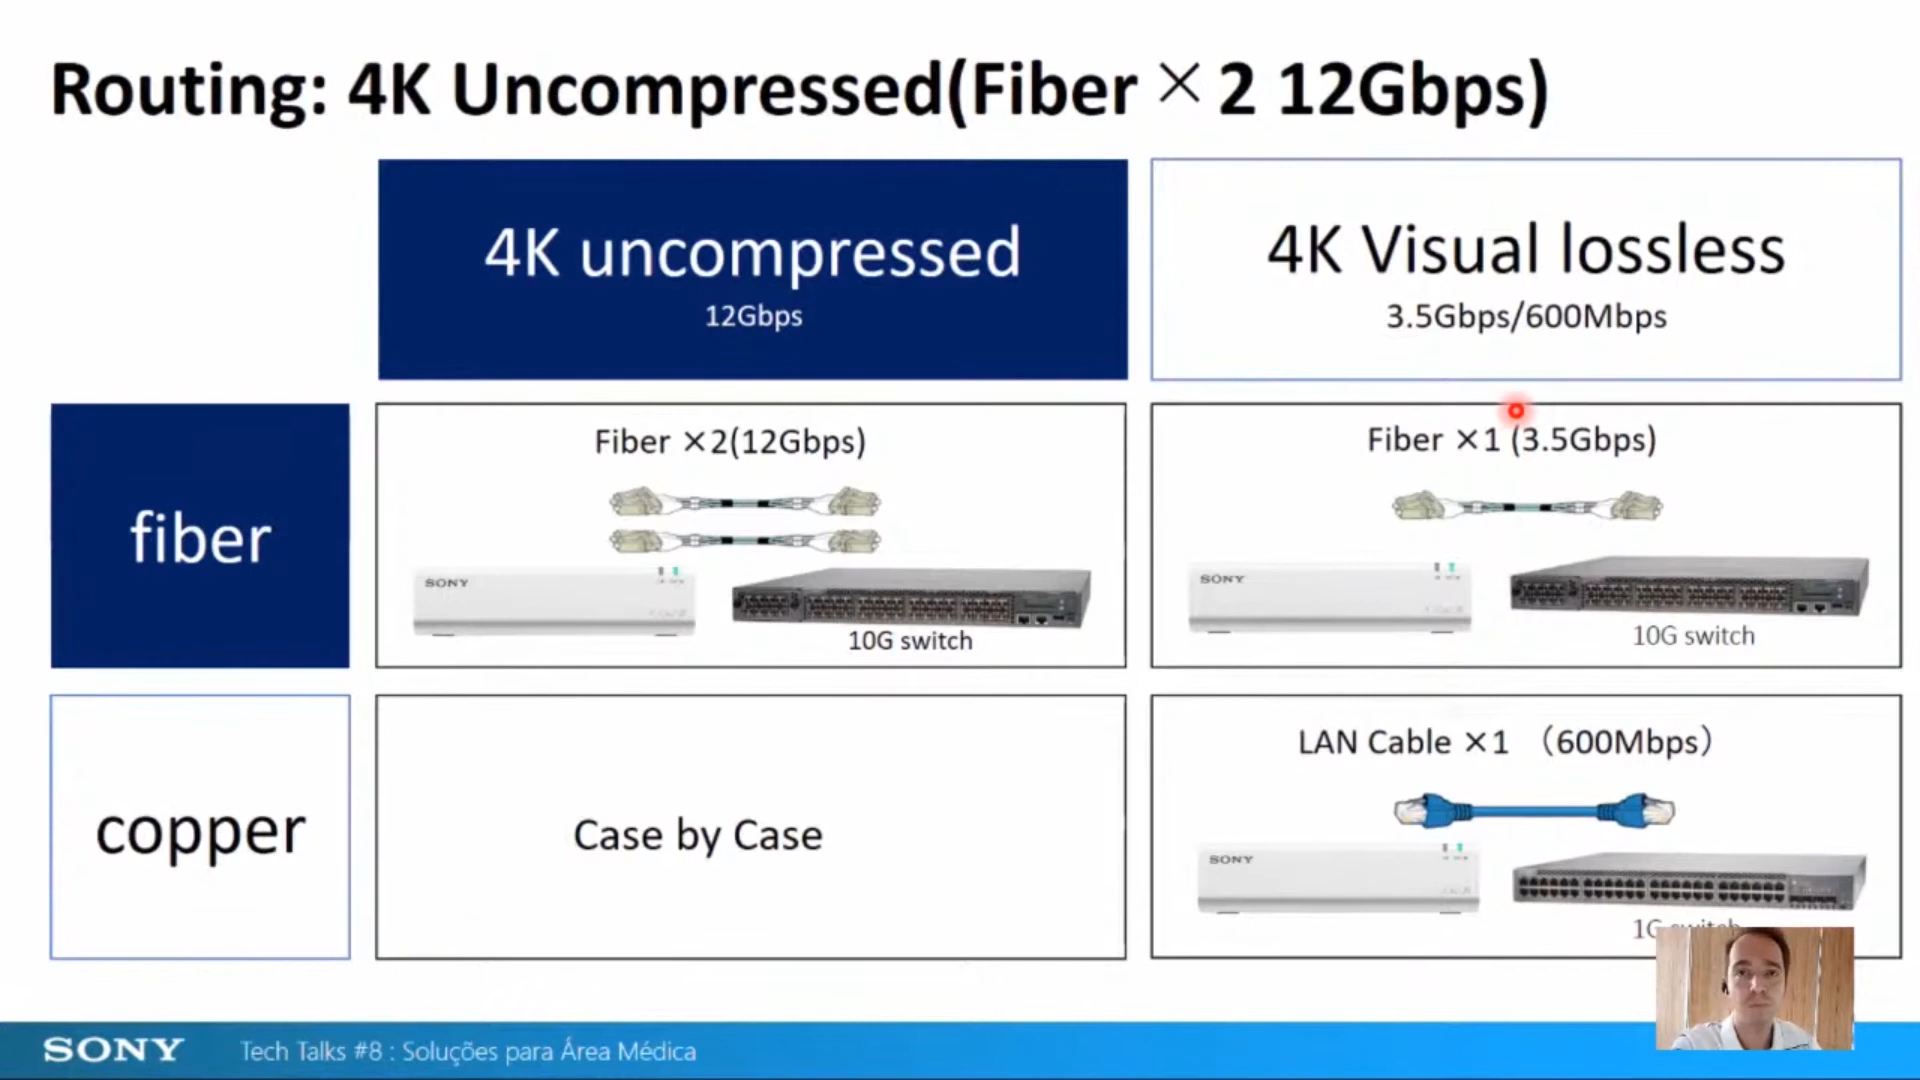 Routing: 4K Uncompressed(Fiber×2 12Gbps)
4K uncompressed
12Gbps
4K Visual lossless
3.5Gbps/600Mbps
fiber
Fiber ×2(12Gbps)
SONY
10G switch
Fiber ×1 (3.5Gbps)
SONY
10G switch
copper
Case by Case
LAN Cable ×1 （600Mbps）
SONY
1G switch
SONY
Tech Talks #8 : Soluções para Área Médica